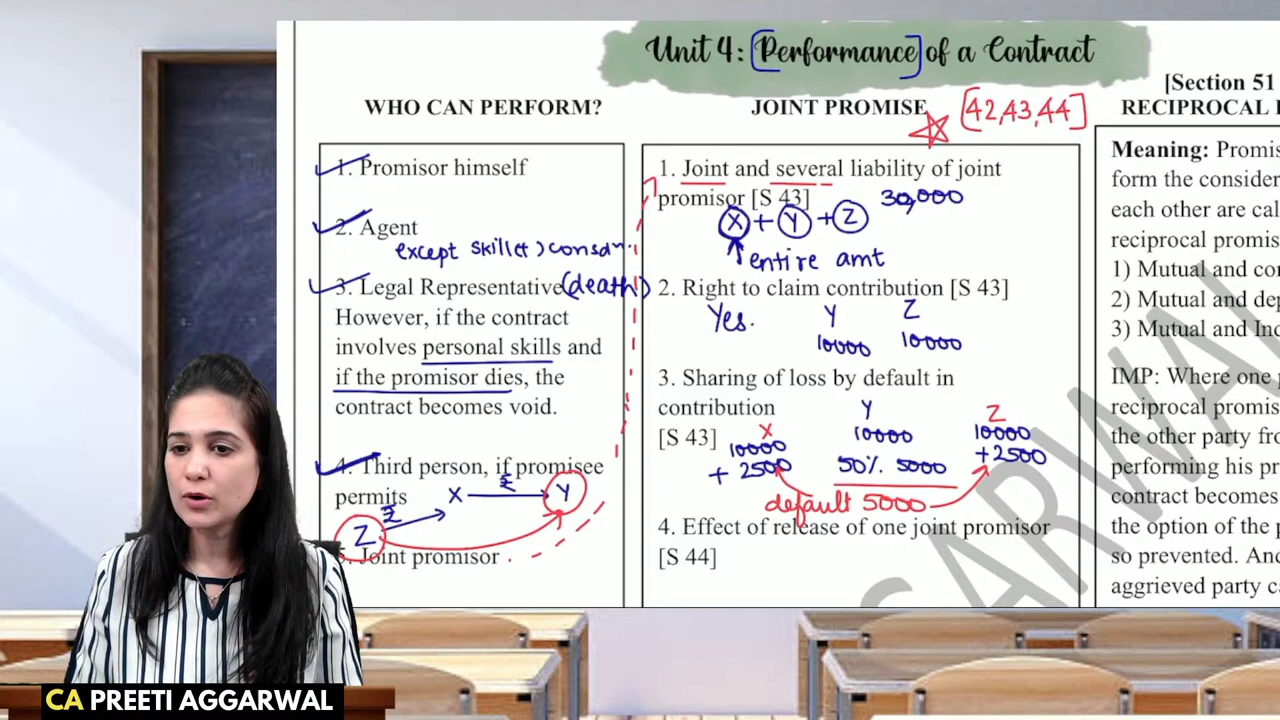 Unit 4: [Performance] of a Contract
[Section 51
WHO CAN PERFORM?
1. Promisor himself
2. Agent
except skill(+) consdn.
3. Legal Representative (death)
However, if the contract
involves personal skills and
if the promisor dies, the
contract becomes void.
4. Third person, if promisee
permits
X Z Y
Z Z
5. Joint promisor
JOINT PROMISE [42,43,44]
1. Joint and several liability of joint
promisor [S 43] 30,000
X + Y + Z
entire amt
2. Right to claim contribution [S 43]
Yes. Y Z
10000 10000
3. Sharing of loss by default in
contribution
[S 43]
X Y Z
10000 10000 10000
+ 2500 50% 5000 +2500
default 5000
4. Effect of release of one joint promisor
[S 44]
RECIPROCAL
Meaning: Promis
form the consider
each other are cal
reciprocal promis
1) Mutual and con
2) Mutual and dep
3) Mutual and Ind
IMP: Where one
reciprocal promis
the other party fro
performing his pr
contract becomes
the option of the p
so prevented. And
aggrieved party ca
GARWAL
CA PREETI AGGARWAL